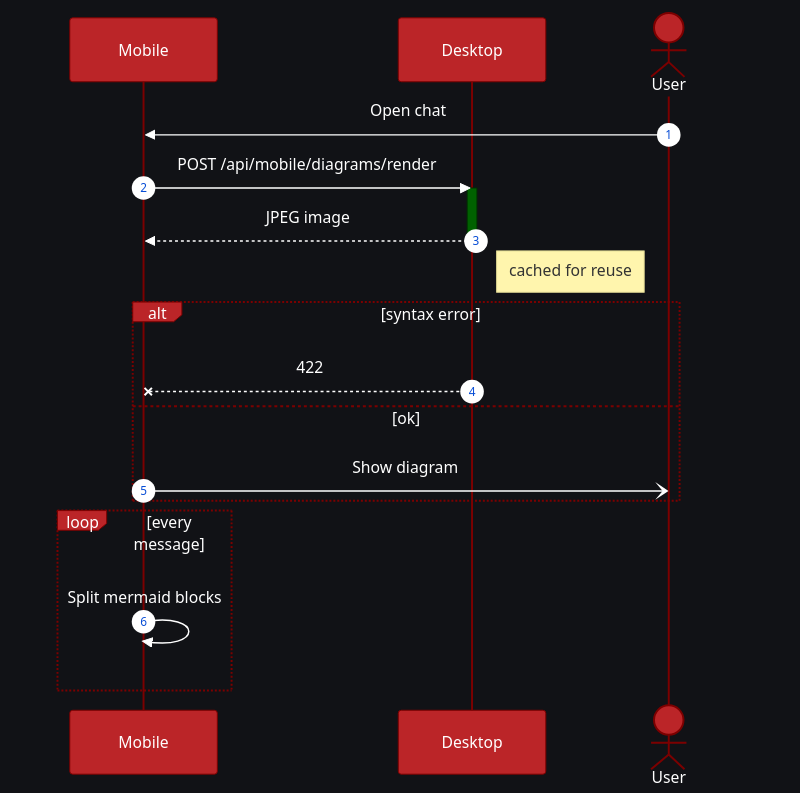 Mobile
Desktop
User
Open chat
1
POST /api/mobile/diagrams/render
2
JPEG image
3
cached for reuse
alt
[syntax error]
422
4
[ok]
Show diagram
5
loop
[every
message]
Split mermaid blocks
6
Mobile
Desktop
User